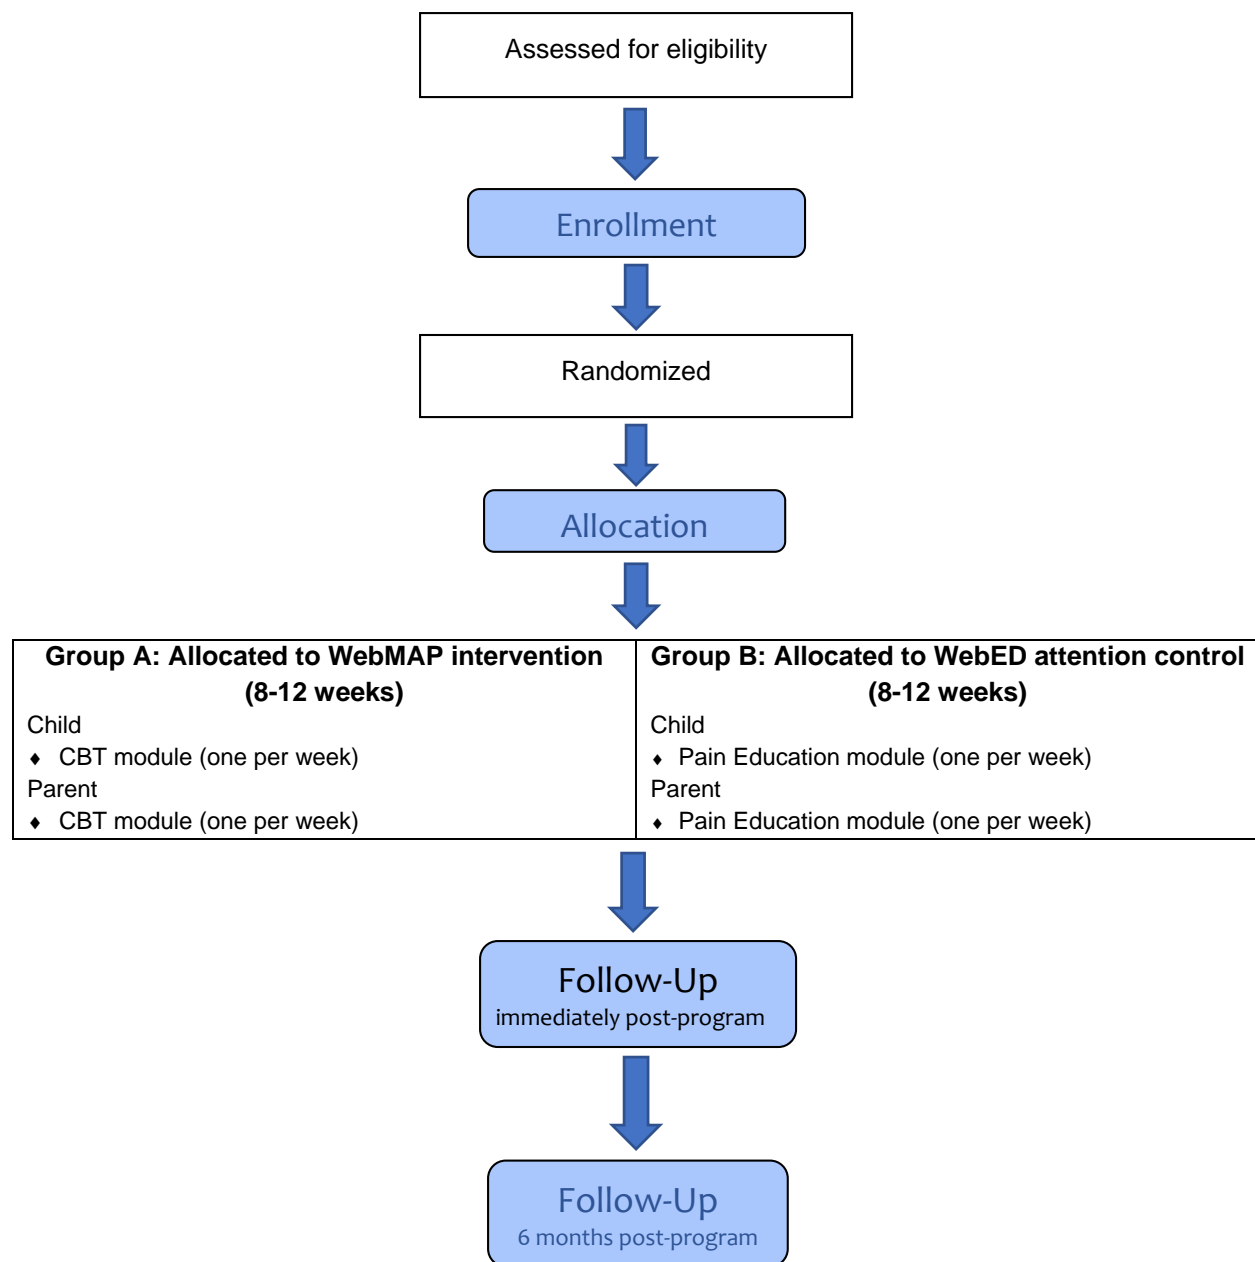 Assessed for eligibility
Enrollment
Randomized
Allocation
Group A: Allocated to WebMAP intervention
(8-12 weeks)
Child
♦ CBT module (one per week)
Parent
♦ CBT module (one per week)
Group B: Allocated to WebED attention control
(8-12 weeks)
Child
♦ Pain Education module (one per week)
Parent
♦ Pain Education module (one per week)
Follow-Up
immediately post-program
Follow-Up
6 months post-program